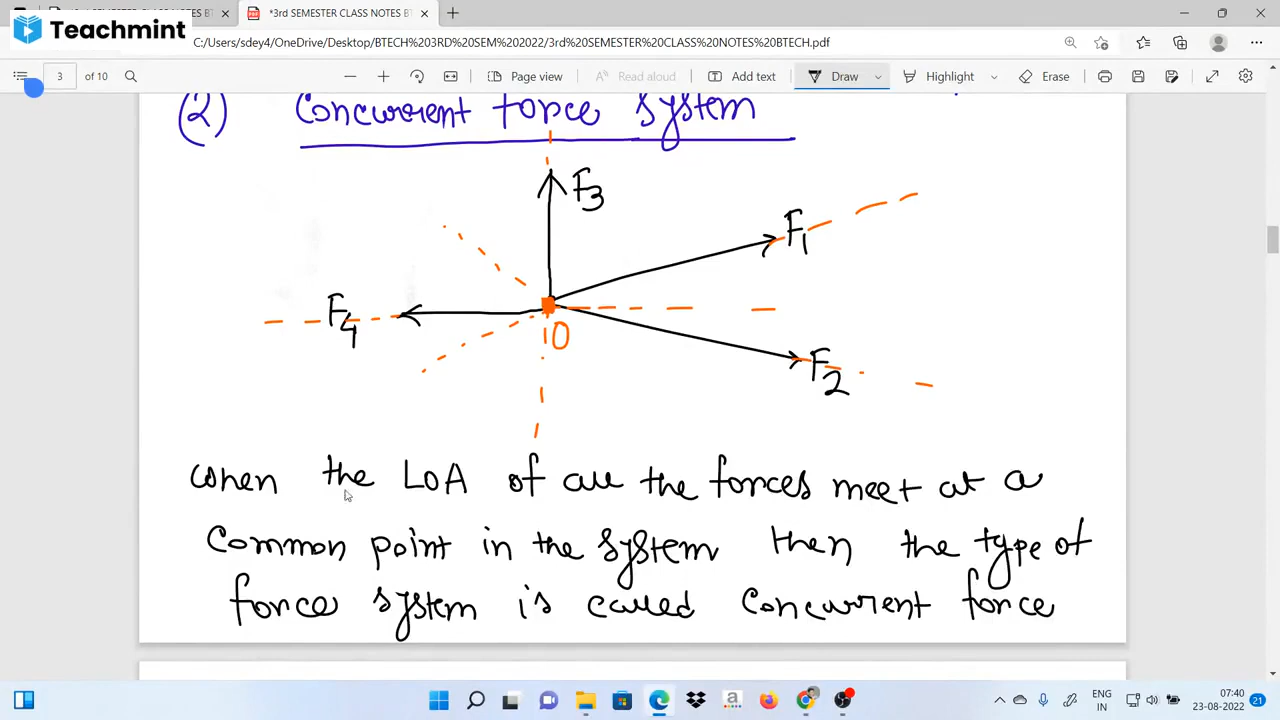 *3rd SEMESTER CLASS NOTES BT
Teachmint
C:/Users/sdey4/OneDrive/Desktop/BTECH%203RD%20SEM%202022/3rd%20SEMESTER%20CLASS%20NOTES%20BTECH.pdf
3 of 10 Page view Read aloud Add text Draw Highlight Erase
(2) Concurrent force system
F3
F1
F4
O
F2
when the LOA of all the forces meet at a
common point in the system then the type of
force system is called concurrent force
ENG
IN
07:40
23-08-2022
21